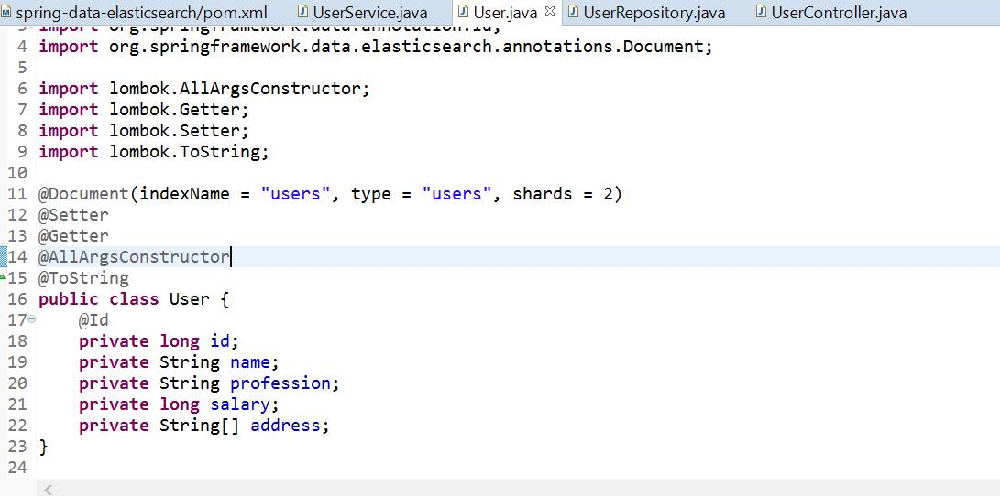 spring-data-elasticsearch/pom.xml UserService.java User.java UserRepository.java UserController.java
3 import org.springframework.data.annotation.Id;
4 import org.springframework.data.elasticsearch.annotations.Document;
5
6 import lombok.AllArgsConstructor;
7 import lombok.Getter;
8 import lombok.Setter;
9 import lombok.ToString;
10
11 @Document(indexName = "users", type = "users", shards = 2)
12 @Setter
13 @Getter
14 @AllArgsConstructor
15 @ToString
16 public class User {
17 @Id
18 private long id;
19 private String name;
20 private String profession;
21 private long salary;
22 private String[] address;
23 }
24